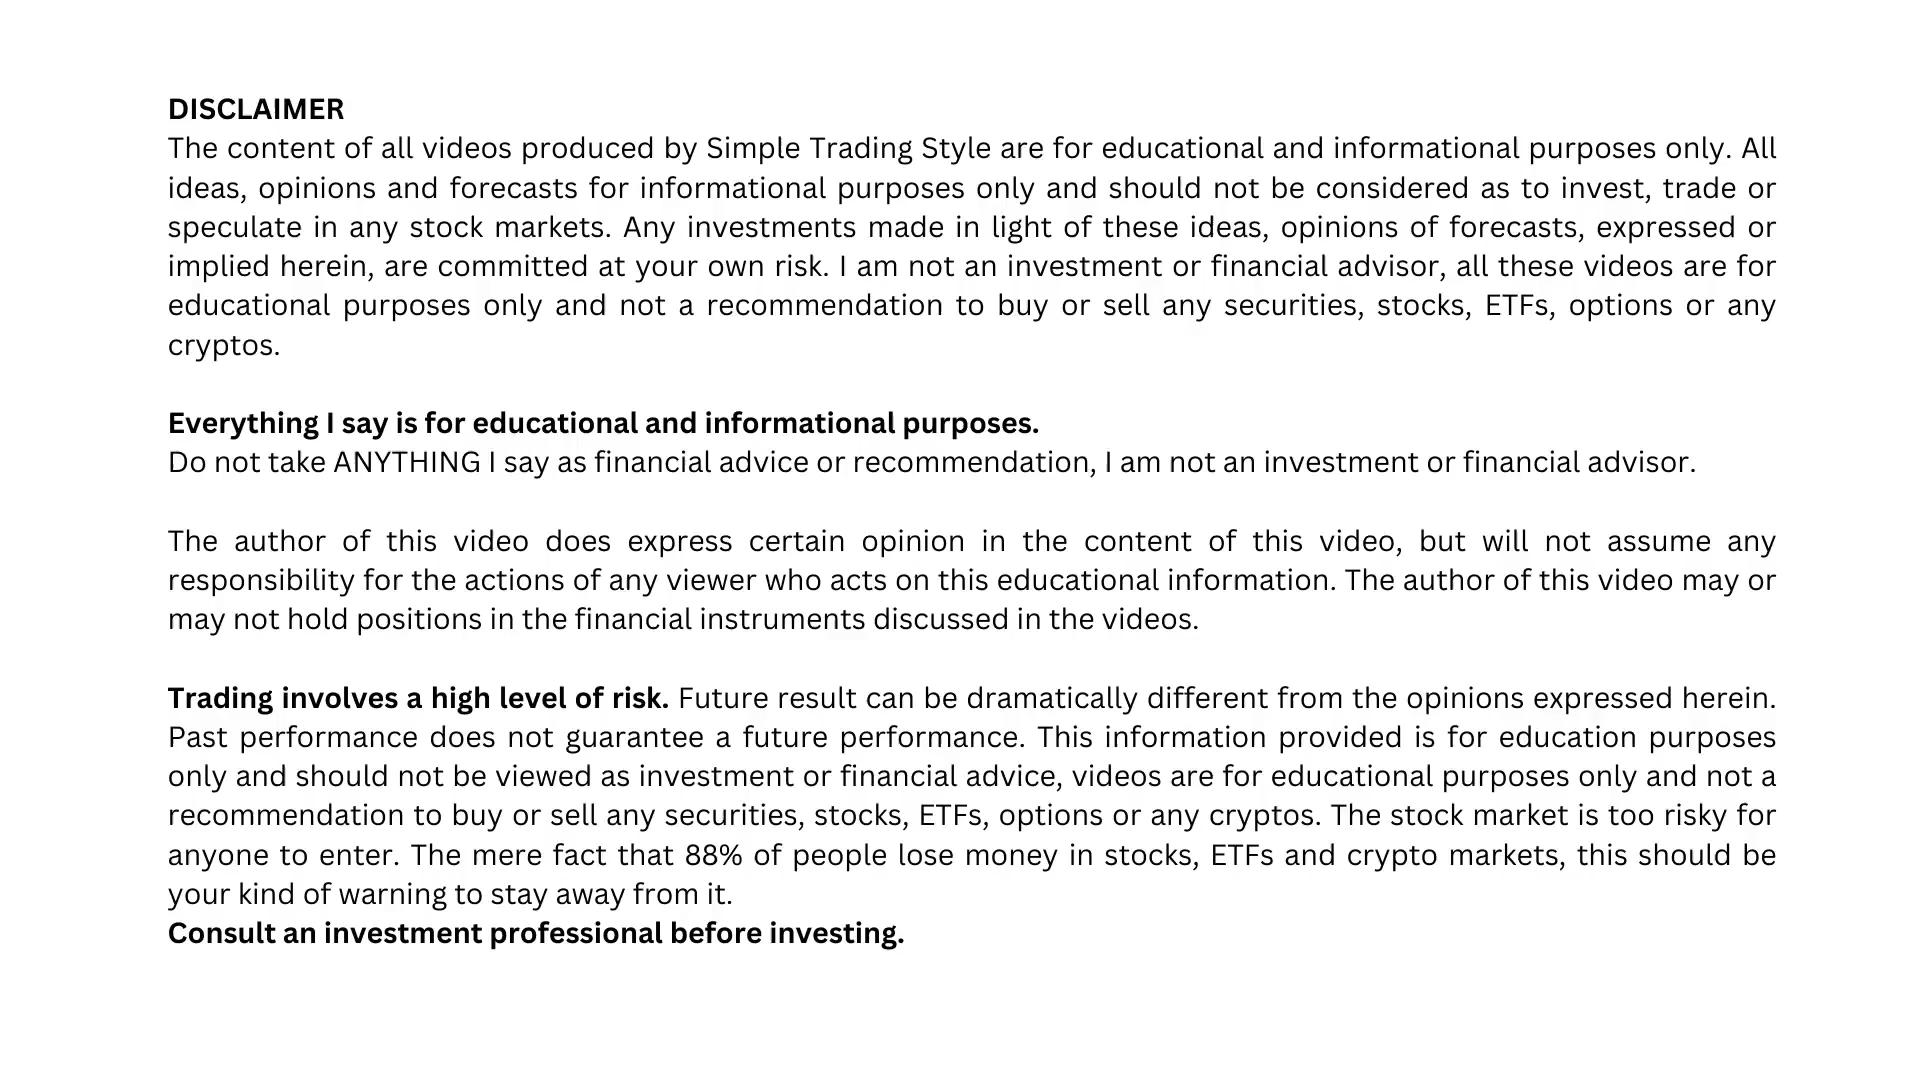 DISCLAIMER
The content of all videos produced by Simple Trading Style are for educational and informational purposes only. All
ideas, opinions and forecasts for informational purposes only and should not be considered as to invest, trade or
speculate in any stock markets. Any investments made in light of these ideas, opinions of forecasts, expressed or
implied herein, are committed at your own risk. I am not an investment or financial advisor, all these videos are for
educational purposes only and not a recommendation to buy or sell any securities, stocks, ETFs, options or any
cryptos.
Everything I say is for educational and informational purposes.
Do not take ANYTHING I say as financial advice or recommendation, I am not an investment or financial advisor.
The author of this video does express certain opinion in the content of this video, but will not assume any
responsibility for the actions of any viewer who acts on this educational information. The author of this video may or
may not hold positions in the financial instruments discussed in the videos.
Trading involves a high level of risk. Future result can be dramatically different from the opinions expressed herein.
Past performance does not guarantee a future performance. This information provided is for education purposes
only and should not be viewed as investment or financial advice, videos are for educational purposes only and not a
recommendation to buy or sell any securities, stocks, ETFs, options or any cryptos. The stock market is too risky for
anyone to enter. The mere fact that 88% of people lose money in stocks, ETFs and crypto markets, this should be
your kind of warning to stay away from it.
Consult an investment professional before investing.